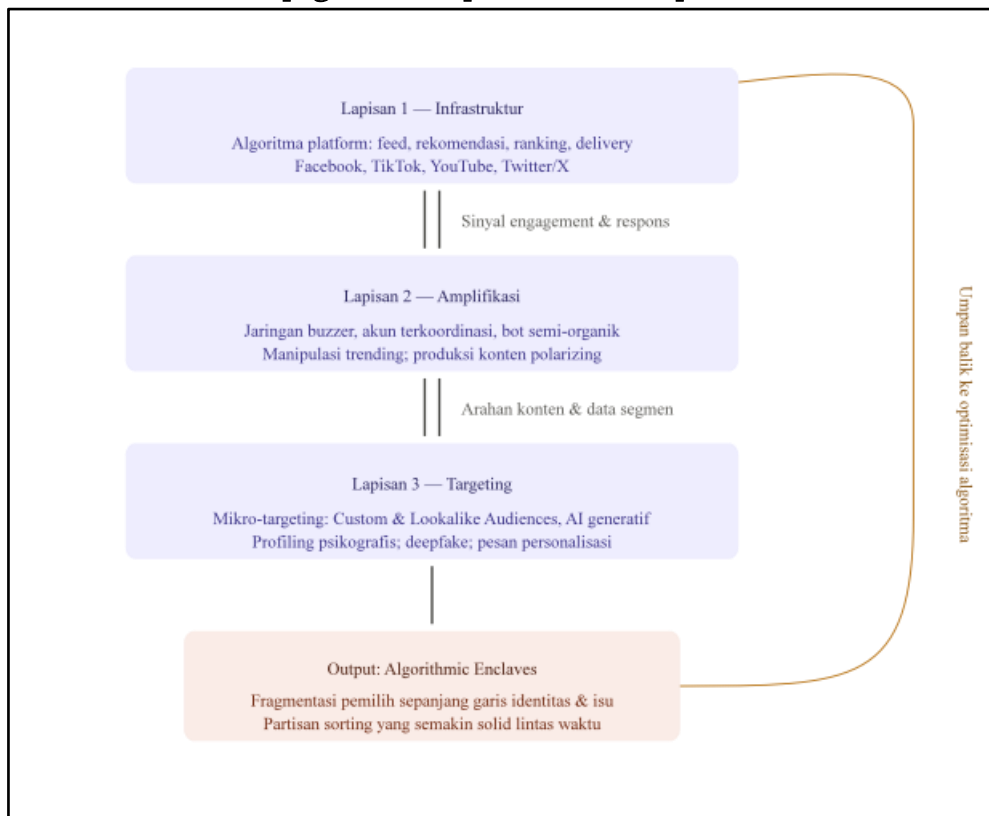 Lapisan 1 — Infrastruktur
Algoritma platform: feed, rekomendasi, ranking, delivery
Facebook, TikTok, YouTube, Twitter/X
Sinyal engagement & respons
Lapisan 2 — Amplifikasi
Jaringan buzzer, akun terkoordinasi, bot semi-organik
Manipulasi trending; produksi konten polarizing
Arahan konten & data segmen
Lapisan 3 — Targeting
Mikro-targeting: Custom & Lookalike Audiences, AI generatif
Profiling psikografis; deepfake; pesan personalisasi
Output: Algorithmic Enclaves
Fragmentasi pemilih sepanjang garis identitas & isu
Partisan sorting yang semakin solid lintas waktu
Umpan balik ke optimisasi algoritma